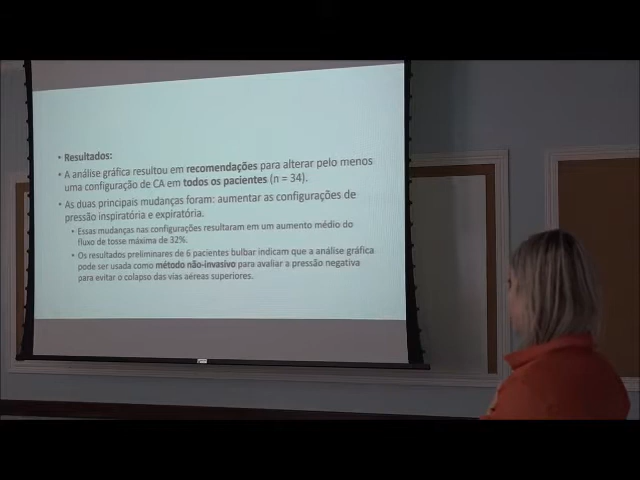 • Resultados:
• A análise gráfica resultou em recomendações para alterar pelo menos
uma configuração de CA em todos os pacientes (n = 34).
• As duas principais mudanças foram: aumentar as configurações de
pressão inspiratória e expiratória.
• Essas mudanças nas configurações resultaram em um aumento médio do
fluxo de tosse máxima de 32%.
• Os resultados preliminares de 6 pacientes bulbar indicam que a análise gráfica
pode ser usada como método não-invasivo para avaliar a pressão negativa
para evitar o colapso das vias aéreas superiores.